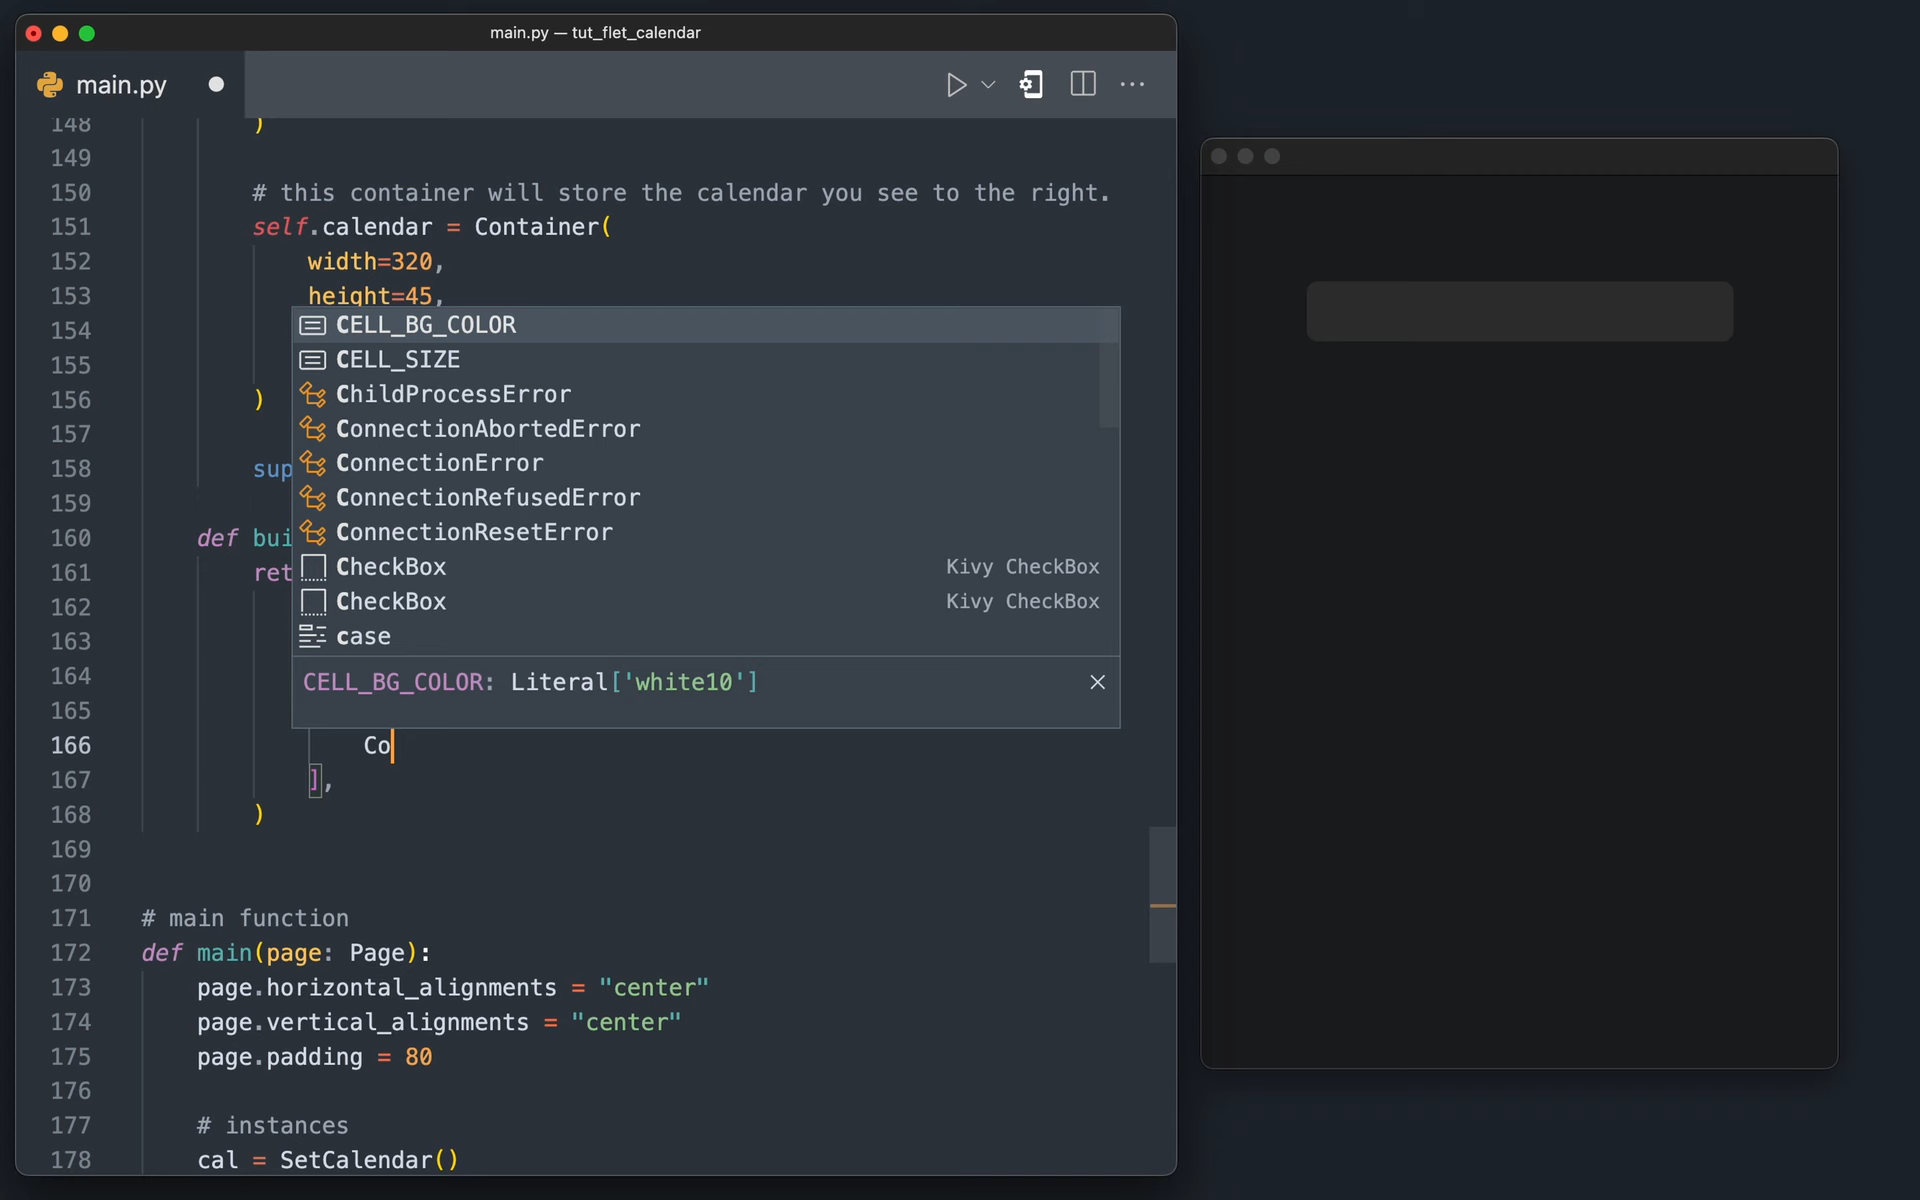 main.py — tut_flet_calendar
main.py
148 )
149
150 # this container will store the calendar you see to the right.
151 self.calendar = Container(
152 width=320,
153 height=45,
154 CELL_BG_COLOR
155 CELL_SIZE
ChildProcessError
156 )
ConnectionAbortedError
157
ConnectionError
158 sup
ConnectionRefusedError
159
ConnectionResetError
160 def bui
CheckBox Kivy CheckBox
161 ret
CheckBox Kivy CheckBox
162
case
163
164 CELL_BG_COLOR: Literal['white10']
165
166 Co
167 ],
168 )
169
170
171 # main function
172 def main(page: Page):
173 page.horizontal_alignments = "center"
174 page.vertical_alignments = "center"
175 page.padding = 80
176
177 # instances
178 cal = SetCalendar()